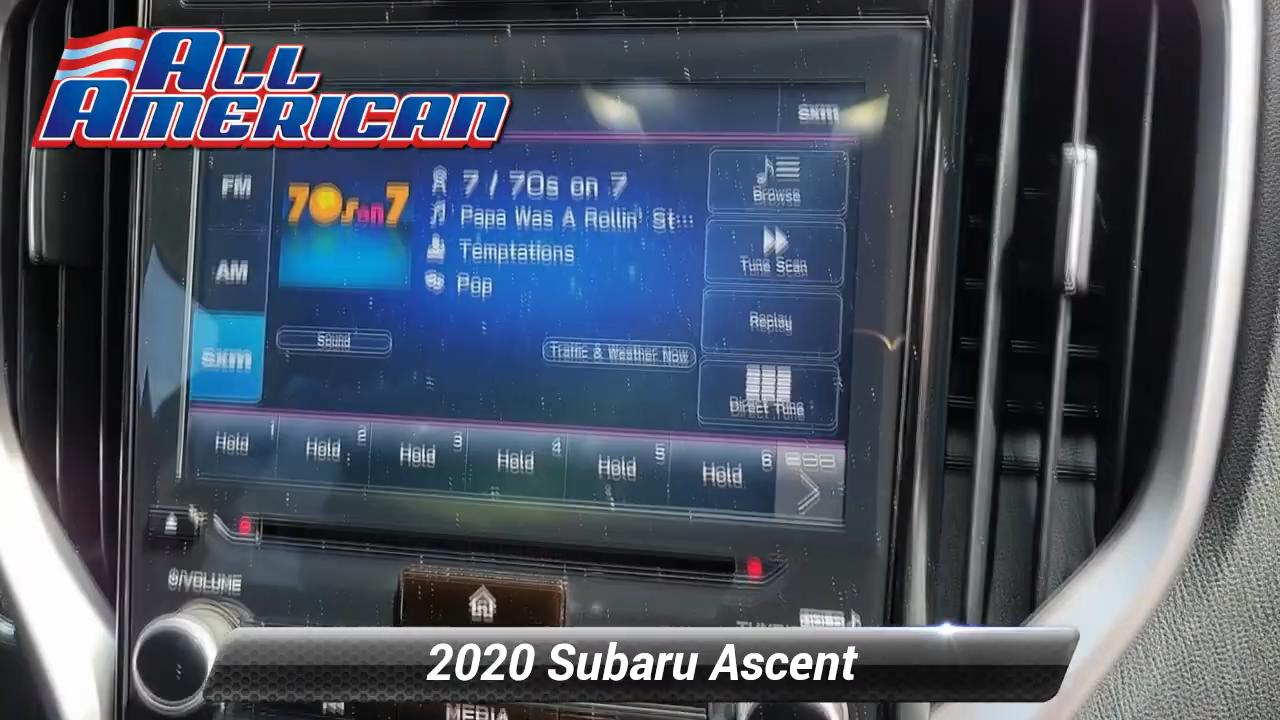 ALL
AMERICAN
sxm
FM
70s on 7
7 / 70s on 7
Browse
Papa Was A Rollin' St...
AM
Temptations
Tune Scan
Pop
Replay
Sound
Traffic & Weather Now
sxm
Direct Tune
Hold 1
Hold 2
Hold 3
Hold 4
Hold 5
Hold 6
/VOLUME
2020 Subaru Ascent
MEDIA